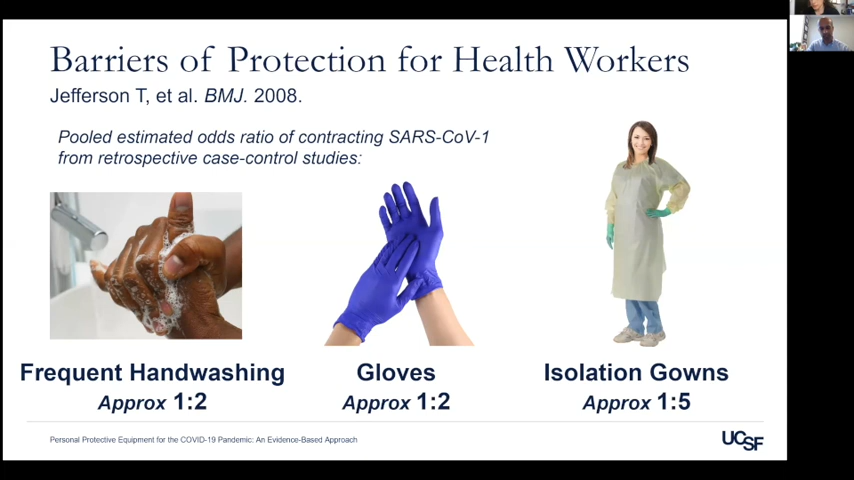 Barriers of Protection for Health Workers
Jefferson T, et al. BMJ. 2008.
Pooled estimated odds ratio of contracting SARS-CoV-1
from retrospective case-control studies:
Frequent Handwashing
Approx 1:2
Gloves
Approx 1:2
Isolation Gowns
Approx 1:5
Personal Protective Equipment for the COVID-19 Pandemic: An Evidence-Based Approach
UCSF